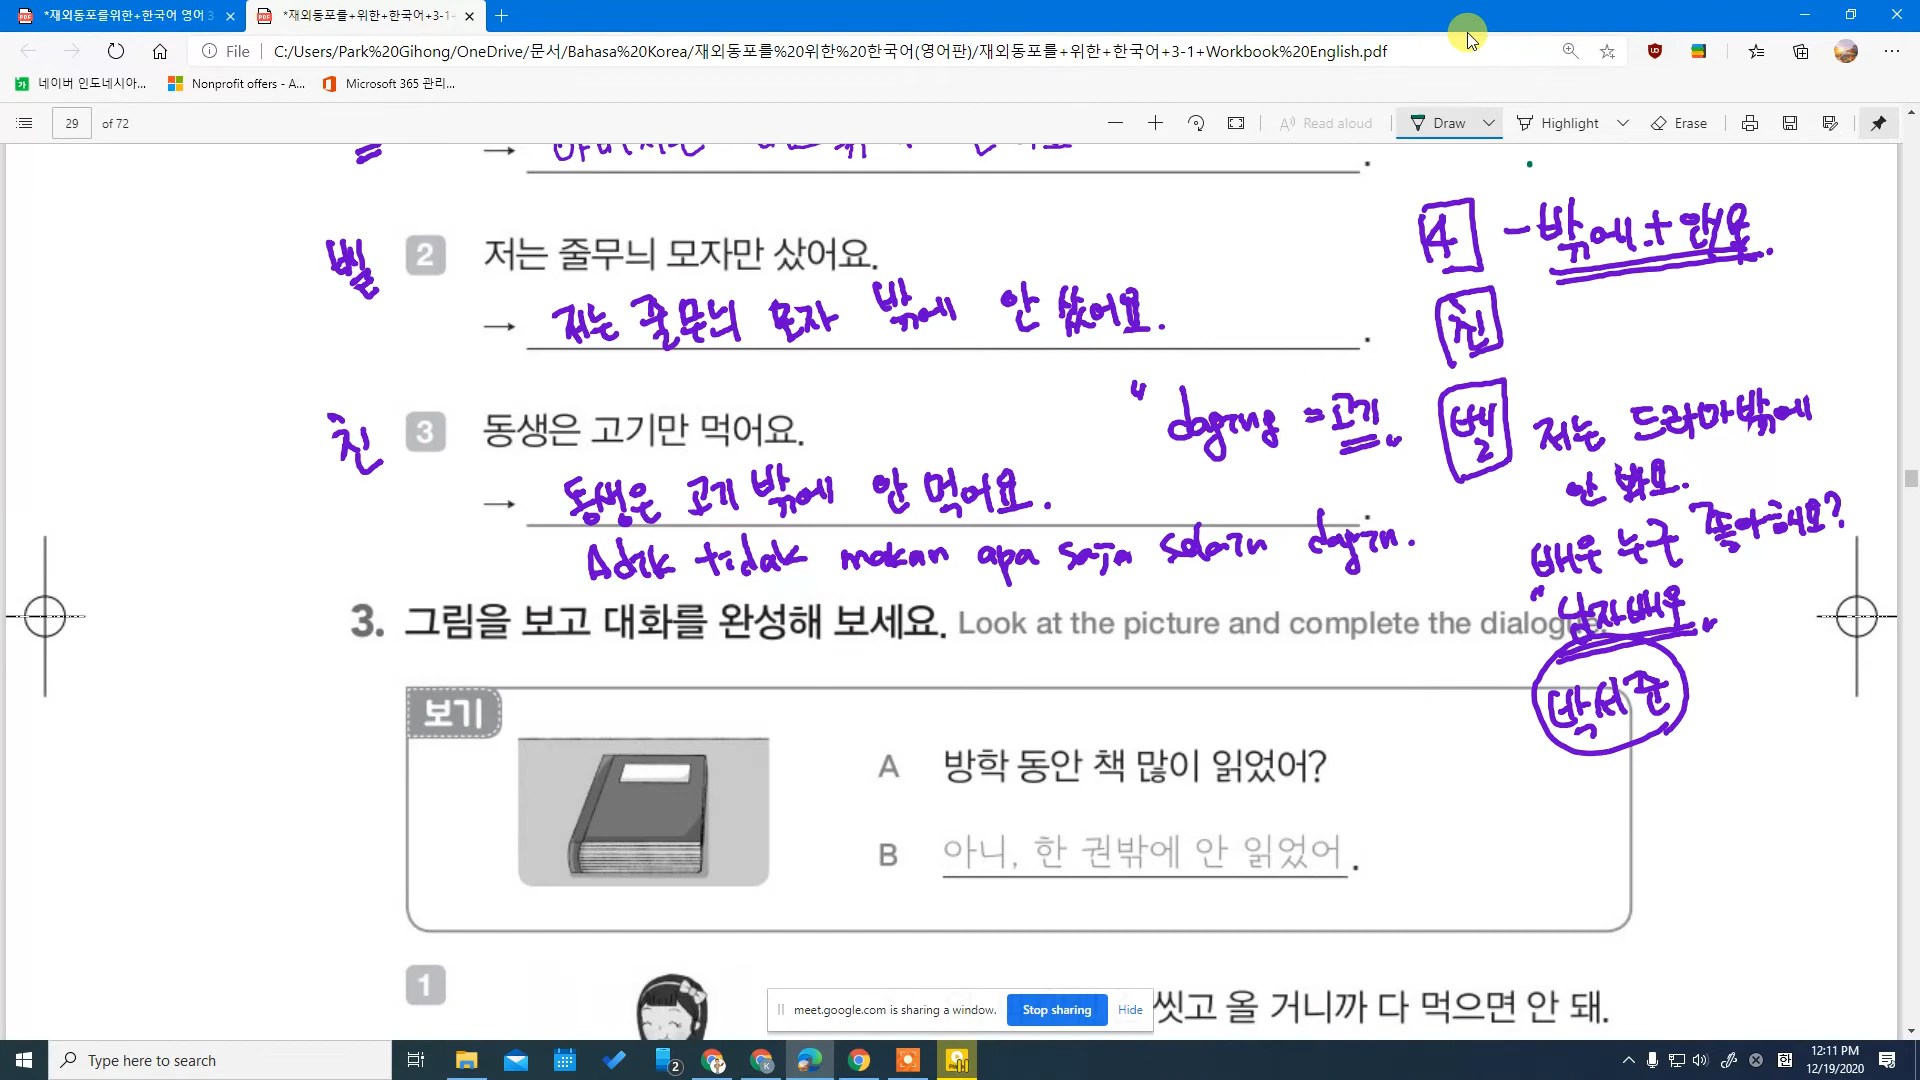 *재외동포를위한+한국어 영어 3
*재외동포를+위한+한국어+3-1-
File
C:/Users/Park%20Gihong/OneDrive/문서/Bahasa%20Korea/재외동포를%20위한%20한국어(영어판)/재외동포를+위한+한국어+3-1+Workbook%20English.pdf
네이버 인도네시아...
Nonprofit offers - A...
Microsoft 365 관리...
29 of 72
Read aloud
Draw
Highlight
Erase
4 -밖에+안/못.
벨 2 저는 줄무늬 모자만 샀어요.
→ 저는 줄무늬 모자 밖에 안 샀어요.
친
친 3 동생은 고기만 먹어요.
" daging = 고기 "
벨 저는 드라마밖에
안 봐요.
→ 동생은 고기 밖에 안 먹어요.
Adik tidak makan apa saja selain dagin.
배우 누구 좋아해요?
" 남자배우 "
박서준
3. 그림을 보고 대화를 완성해 보세요. Look at the picture and complete the dialogue.
보기
A 방학 동안 책 많이 읽었어?
B 아니, 한 권밖에 안 읽었어.
1
씻고 올 거니까 다 먹으면 안 돼.
meet.google.com is sharing a window.
Stop sharing
Hide
Type here to search
2
한
12:11 PM
12/19/2020